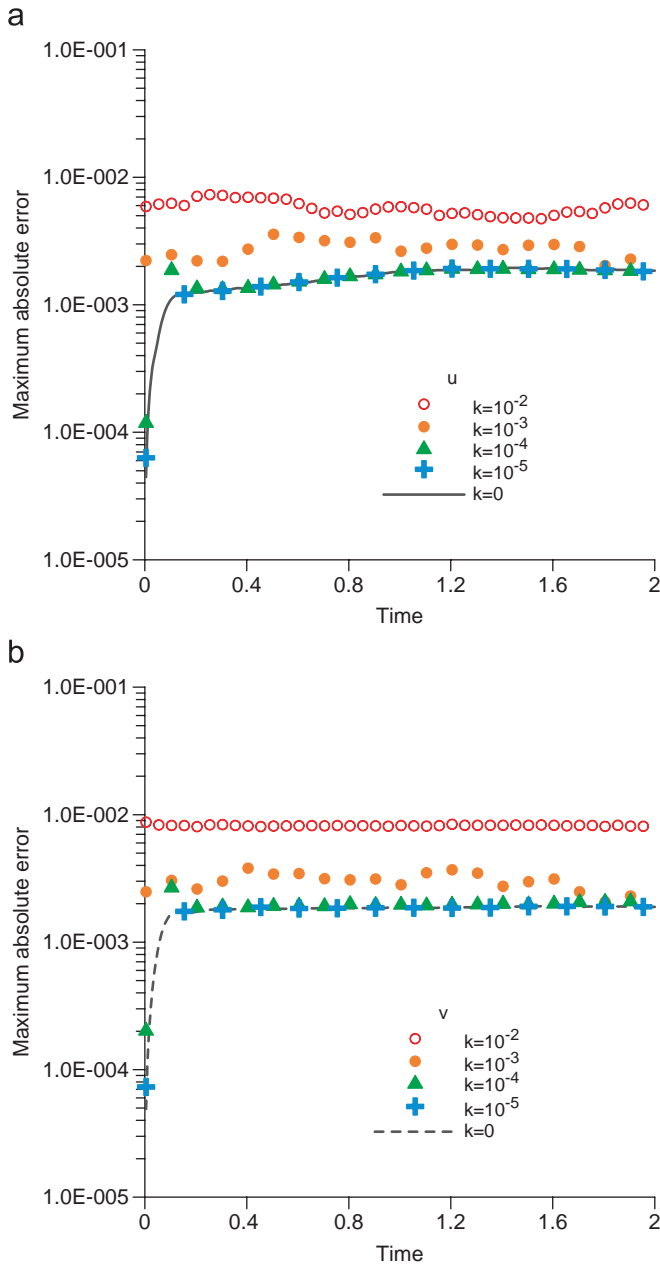 a
1.0E-001
1.0E-002
1.0E-003
1.0E-004
1.0E-005
Maximum absolute error
u
k=10-2
k=10-3
k=10-4
k=10-5
k=0
0 0.4 0.8 1.2 1.6 2
Time
b
1.0E-001
1.0E-002
1.0E-003
1.0E-004
1.0E-005
Maximum absolute error
v
k=10-2
k=10-3
k=10-4
k=10-5
k=0
0 0.4 0.8 1.2 1.6 2
Time